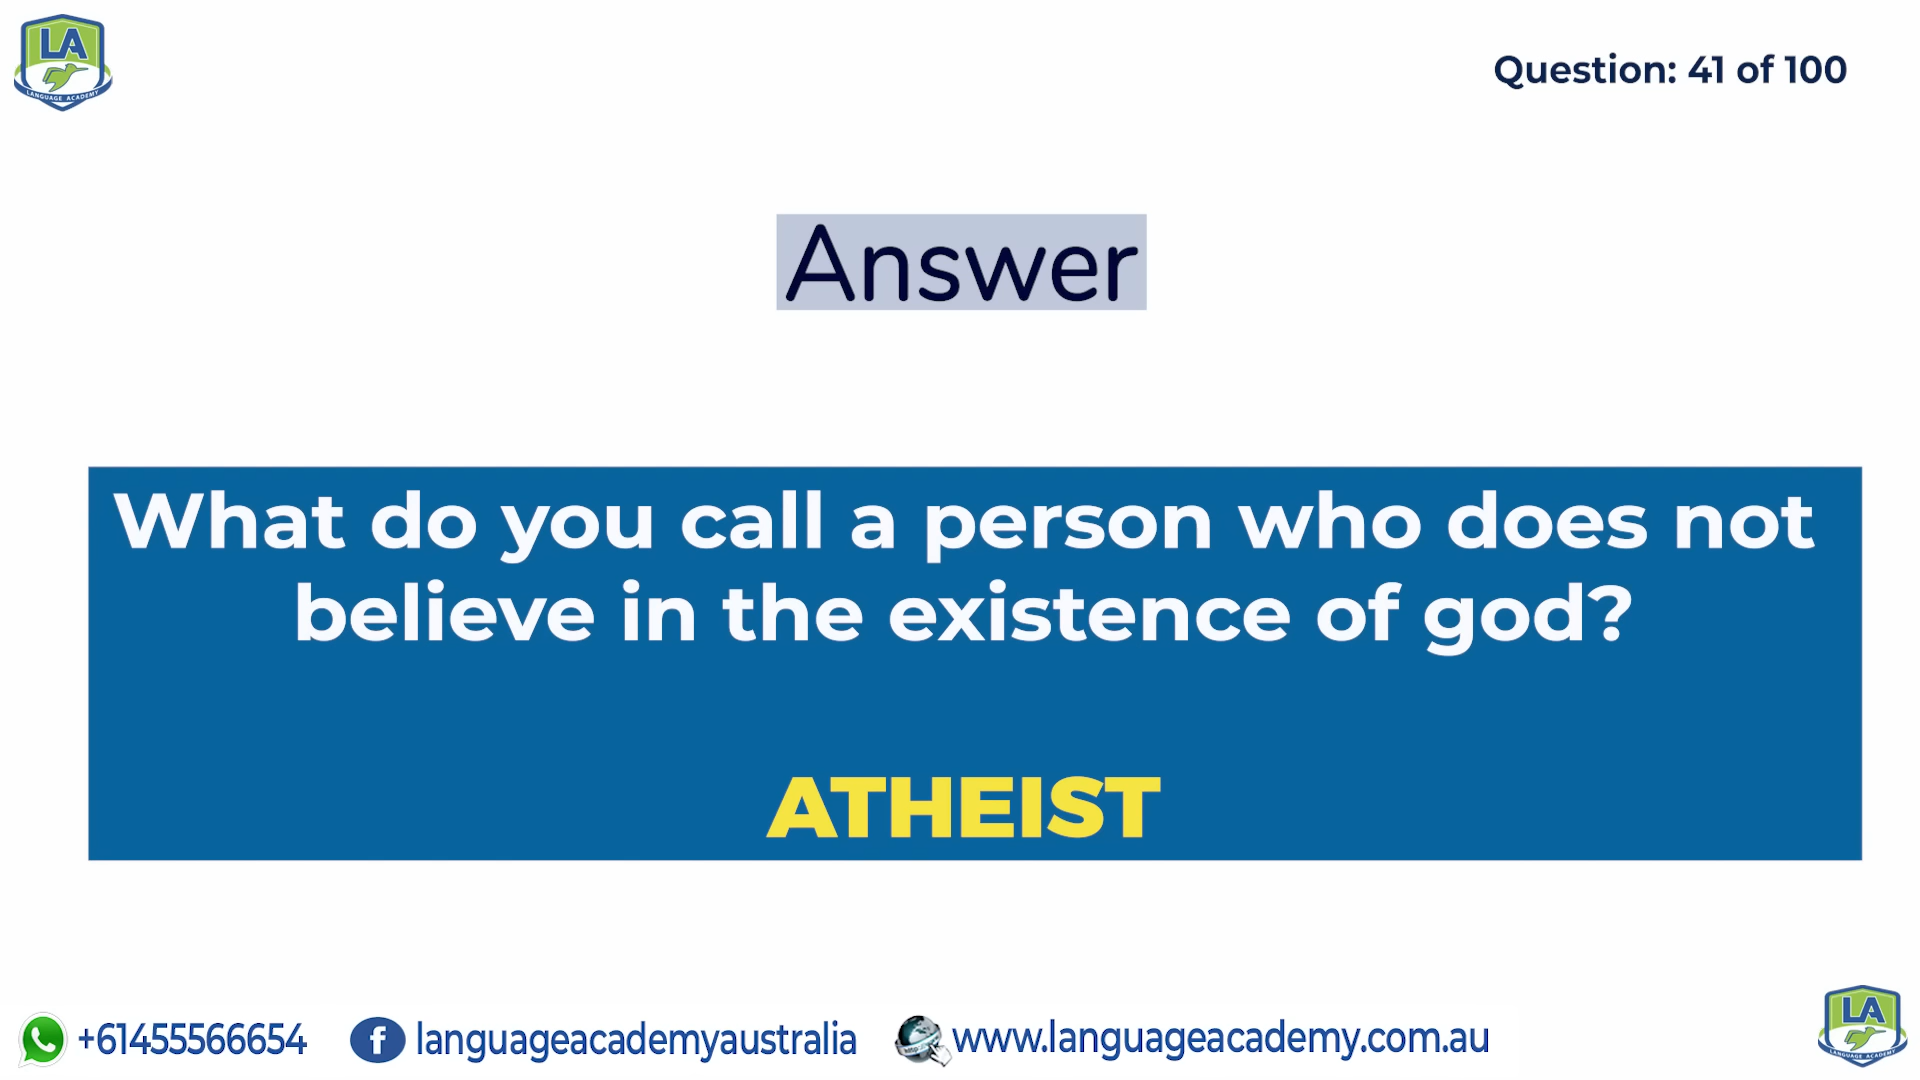 LA
LANGUAGE ACADEMY
Question: 41 of 100
Answer
What do you call a person who does not
believe in the existence of god?
ATHEIST
+61455566654
languageacademyaustralia
http
www.languageacademy.com.au
LA
LANGUAGE ACADEMY